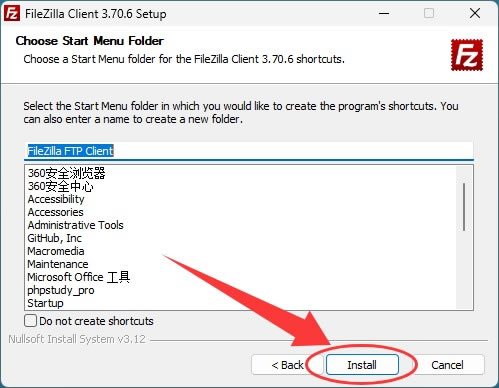 FileZilla Client 3.70.6 Setup
Choose Start Menu Folder
Choose a Start Menu folder for the FileZilla Client 3.70.6 shortcuts.
Select the Start Menu folder in which you would like to create the program's shortcuts. You
can also enter a name to create a new folder.
FileZilla FTP Client
360安全浏览器
360安全中心
Accessibility
Accessories
Administrative Tools
GitHub, Inc
Macromedia
Maintenance
Microsoft Office 工具
phpstudy_pro
Startup
Do not create shortcuts
Nullsoft Install System v3.12
< Back
Install
Cancel